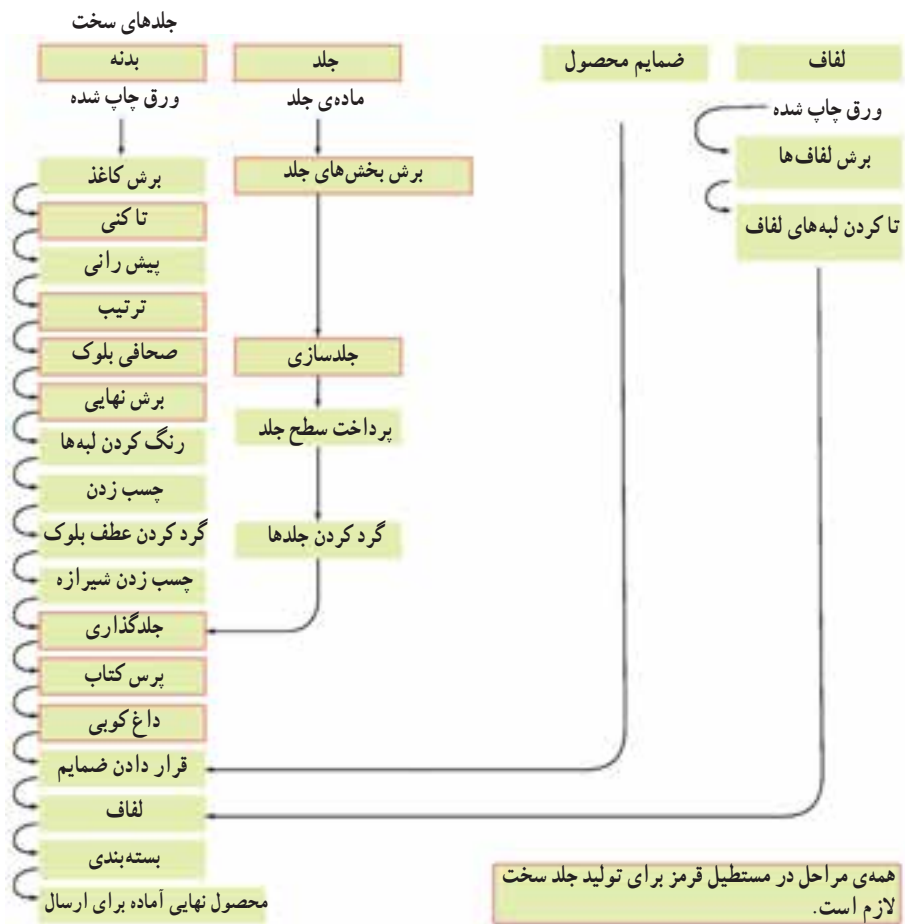 جلدهای سخت
بدنه
ورق چاپ شده
برش کاغذ
تا کنی
پیش رانی
ترتیب
صحافی بلوک
برش نهایی
رنگ کردن لبه‌ها
چسب زدن
گرد کردن عطف بلوک
چسب زدن شیرازه
جلدگذاری
پرس کتاب
داغ کوبی
قرار دادن ضمایم
لفاف
بسته‌بندی
محصول نهایی آماده برای ارسال
جلد
ماده‌ی جلد
برش بخش‌های جلد
جلدسازی
پرداخت سطح جلد
گرد کردن جلدها
ضمایم محصول
لفاف
ورق چاپ شده
برش لفاف‌ها
تا کردن لبه‌های لفاف
همه‌ی مراحل در مستطیل قرمز برای تولید جلد سخت
لازم است.